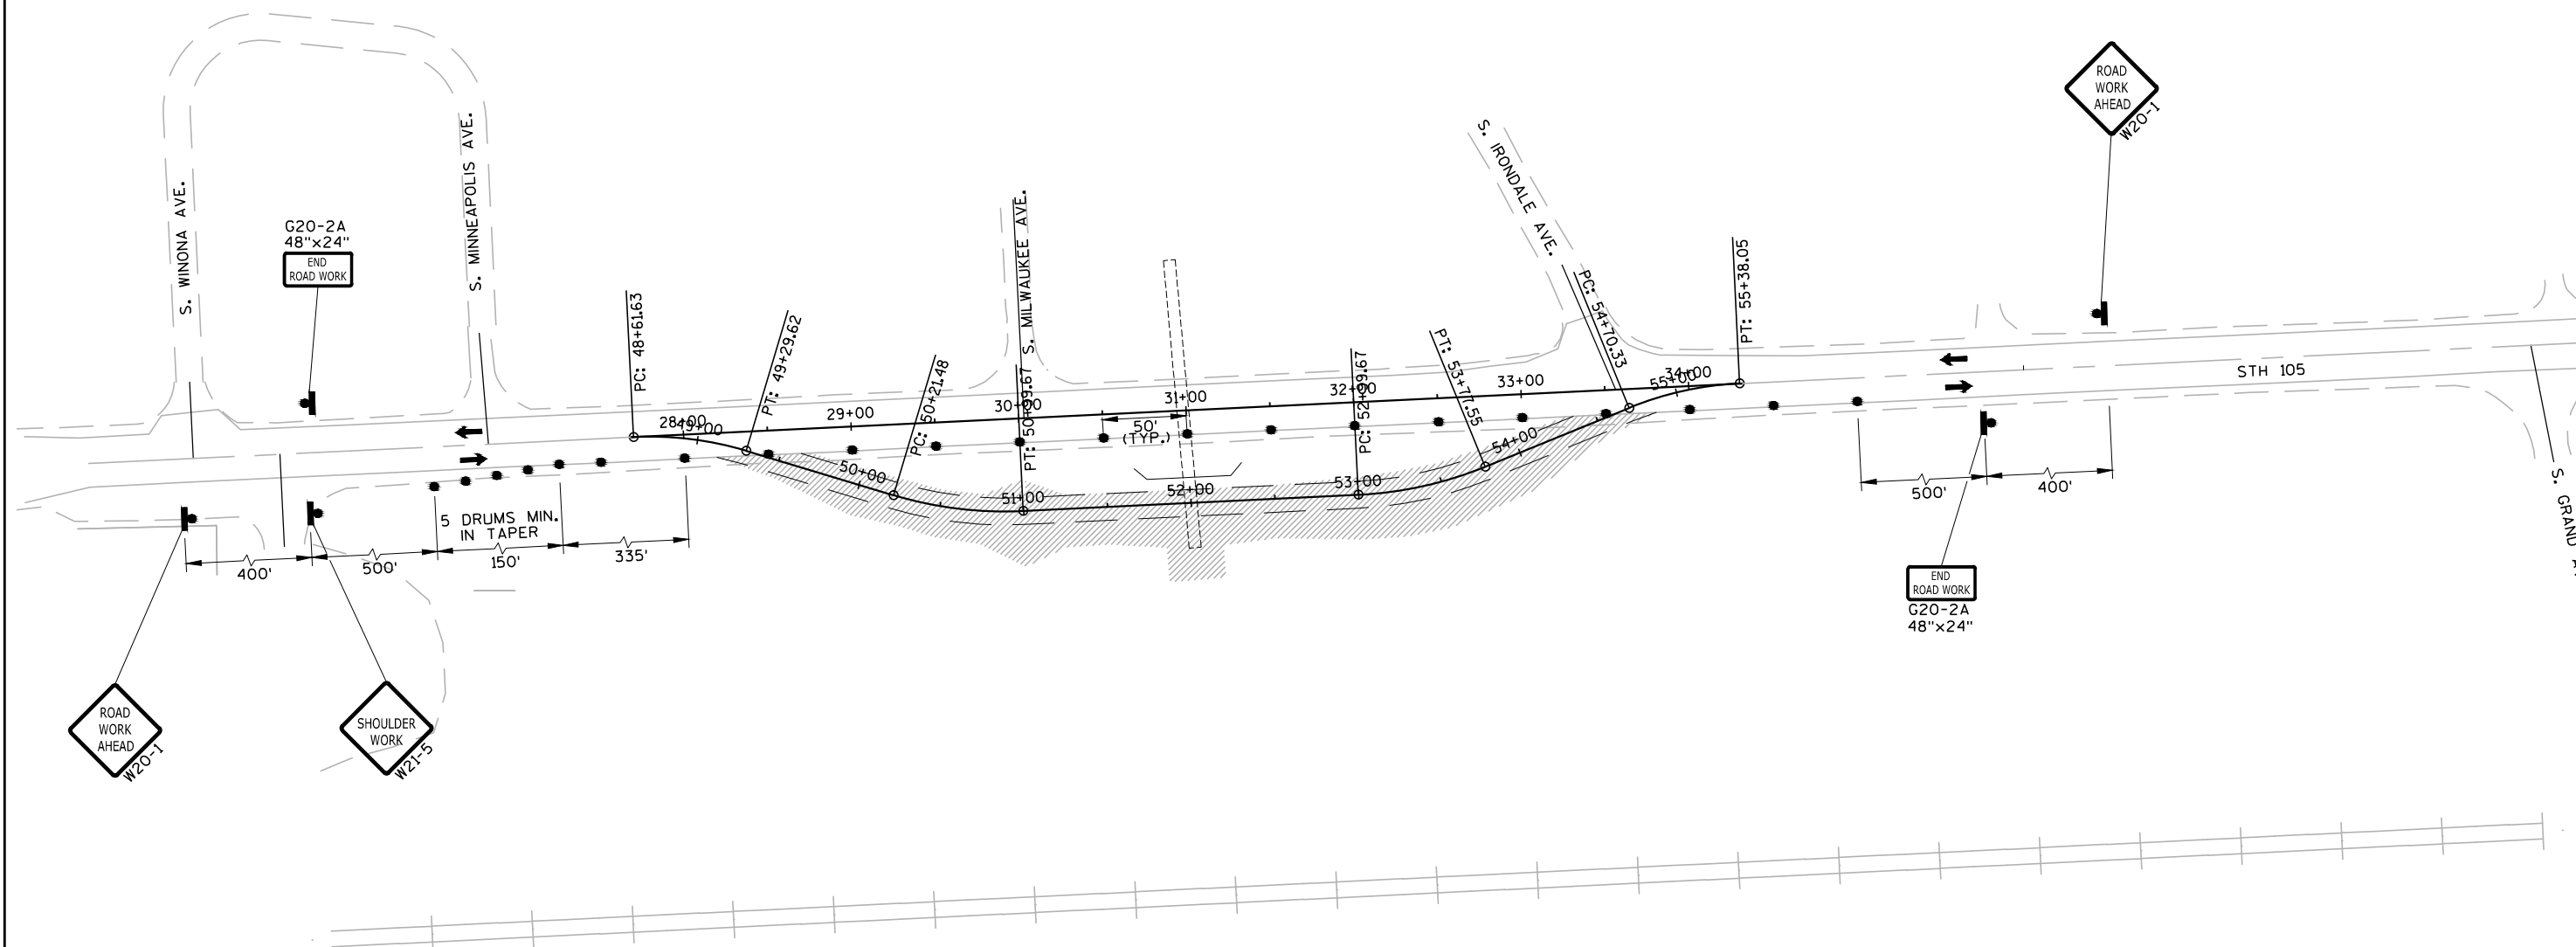 ROAD
WORK
AHEAD
W20-1
S. WINONA AVE.
S. MINNEAPOLIS AVE.
G20-2A
48"x24"
END
ROAD WORK
S. MILWAUKEE AVE.
S. IRONDALE AVE.
PC: 48+61.63
PT: 49+29.62
PC: 50+21.48
PT: 50+99.67
PC: 52+99.67
PT: 53+77.55
PC: 54+70.33
PT: 55+38.05
28+00
29+00
30+00
31+00
32+00
33+00
34+00
49+00
50+00
51+00
52+00
53+00
54+00
55+00
50'
(TYP.)
STH 105
S. GRAND
5 DRUMS MIN.
IN TAPER
400'
500'
150'
335'
500'
400'
END
ROAD WORK
G20-2A
48"x24"
ROAD
WORK
AHEAD
W20-1
SHOULDER
WORK
W21-5